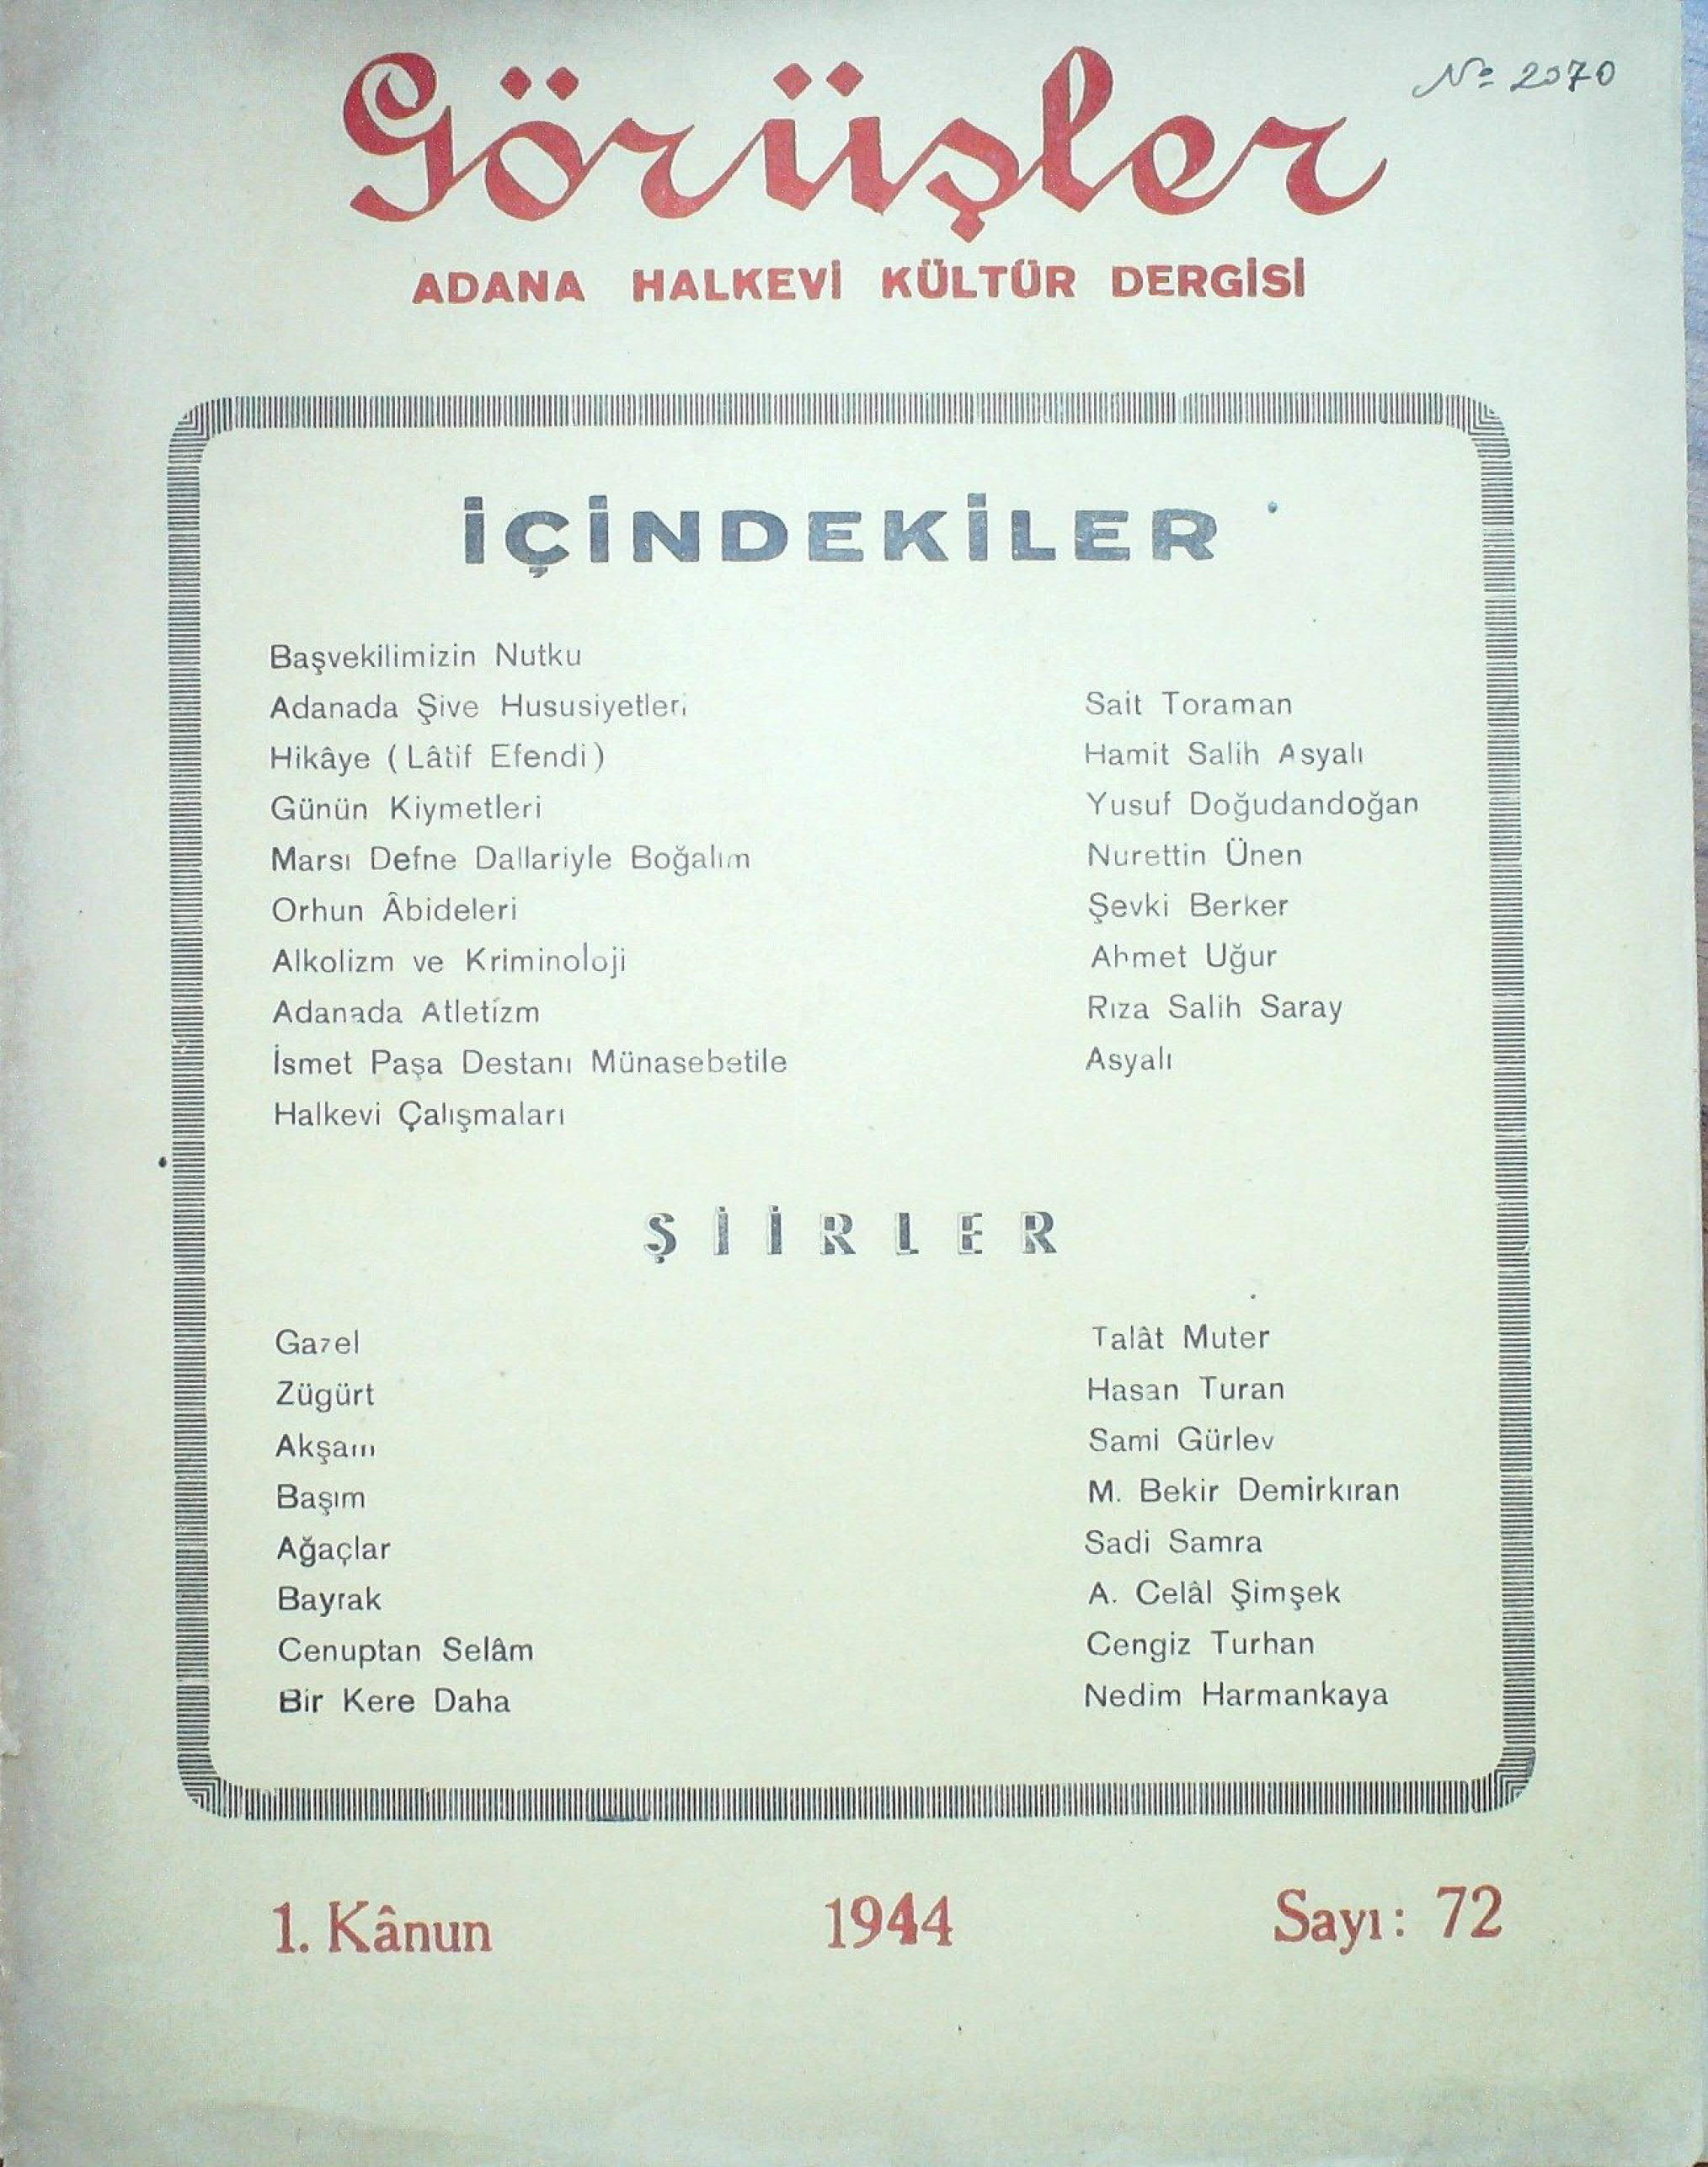 Görüşler
№ 2070
ADANA HALKEVİ KÜLTÜR DERGİSİ
İÇİNDEKİLER
Başvekilimizin Nutku
Adanada Şive Hususiyetleri Sait Toraman
Hikâye (Lâtif Efendi) Hamit Salih Asyalı
Günün Kiymetleri Yusuf Doğudandoğan
Marsı Defne Dallariyle Boğalım Nurettin Ünen
Orhun Âbideleri Şevki Berker
Alkolizm ve Kriminoloji Ahmet Uğur
Adanada Atletizm Rıza Salih Saray
İsmet Paşa Destanı Münasebetile Asyalı
Halkevi Çalışmaları
ŞİİRLER
Gazel Talât Muter
Zügürt Hasan Turan
Akşam Sami Gürlev
Başım M. Bekir Demirkıran
Ağaçlar Sadi Samra
Bayrak A. Celâl Şimşek
Cenuptan Selâm Cengiz Turhan
Bir Kere Daha Nedim Harmankaya
1. Kânun 1944 Sayı: 72